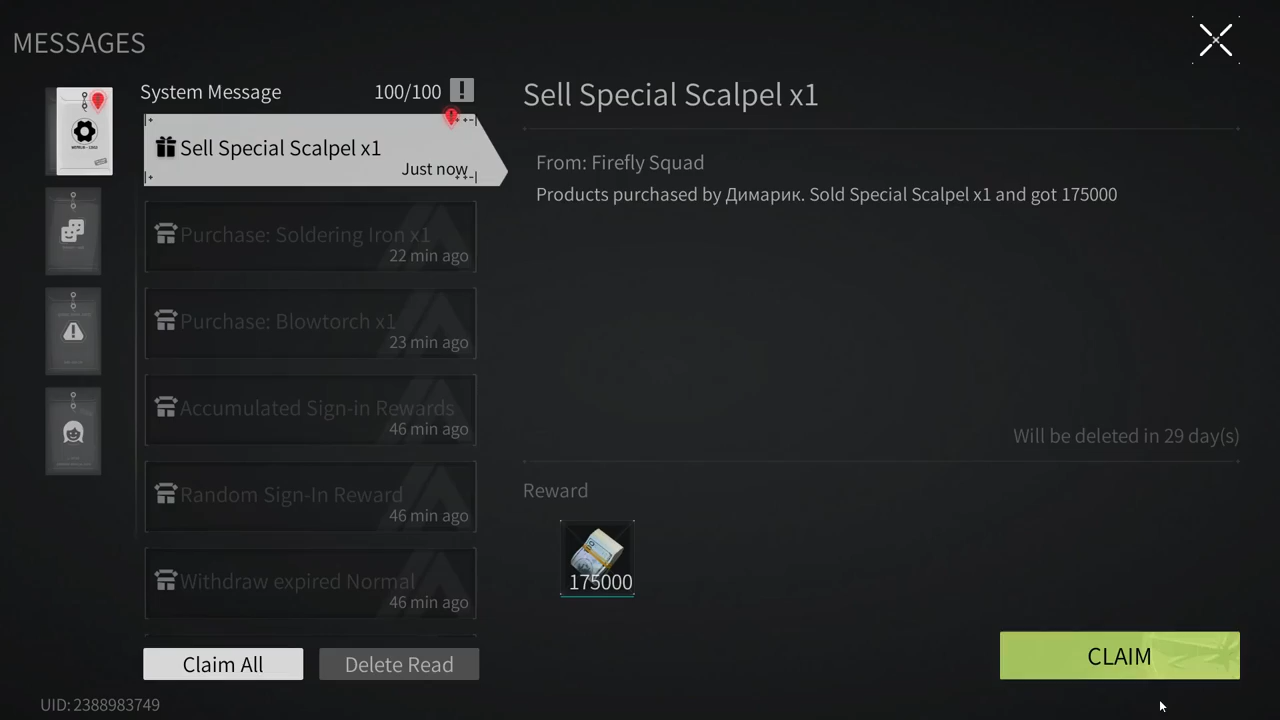 MESSAGES
System Message
100/100
Sell Special Scalpel x1
Just now
Purchase: Soldering Iron x1
22 min ago
Purchase: Blowtorch x1
23 min ago
Accumulated Sign-in Rewards
46 min ago
Random Sign-In Reward
46 min ago
Withdraw expired Normal
46 min ago
Claim All
Delete Read
UID: 2388983749
Sell Special Scalpel x1
From: Firefly Squad
Products purchased by Димарик. Sold Special Scalpel x1 and got 175000
Will be deleted in 29 day(s)
Reward
175000
CLAIM